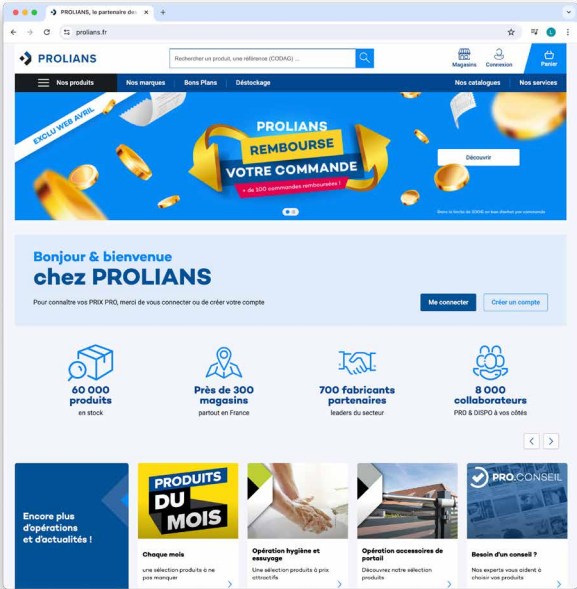 PROLIANS, le partenaire des
prolians.fr
PROLIANS
Rechercher un produit, une référence (CODAG) ...
Magasins
Connexion
Panier
Nos produits
Nos marques
Bons Plans
Déstockage
Nos catalogues
Nos services
EXCLU WEB AVRIL
PROLIANS
REMBOURSE
VOTRE COMMANDE
+ de 100 commandes remboursées !
Découvrir
Bonjour & bienvenue
chez PROLIANS
Pour connaître vos PRIX PRO, merci de vous connecter ou de créer votre compte
Me connecter
Créer un compte
60 000
produits
en stock
Près de 300
magasins
partout en France
700 fabricants
partenaires
leaders du secteur
8 000
collaborateurs
PRO & DISPO à vos côtés
Encore plus
d'opérations
et d'actualités !
PRODUITS
DU
MOIS
Chaque mois
une sélection produits à ne
pas manquer
Opération hygiène et
essuyage
Une sélection produits à prix
attractifs
Opération accessoires de
portail
Découvrez notre sélection
produits
PRO.CONSEIL
Besoin d'un conseil ?
Nos experts vous aident à
choisir vos produits